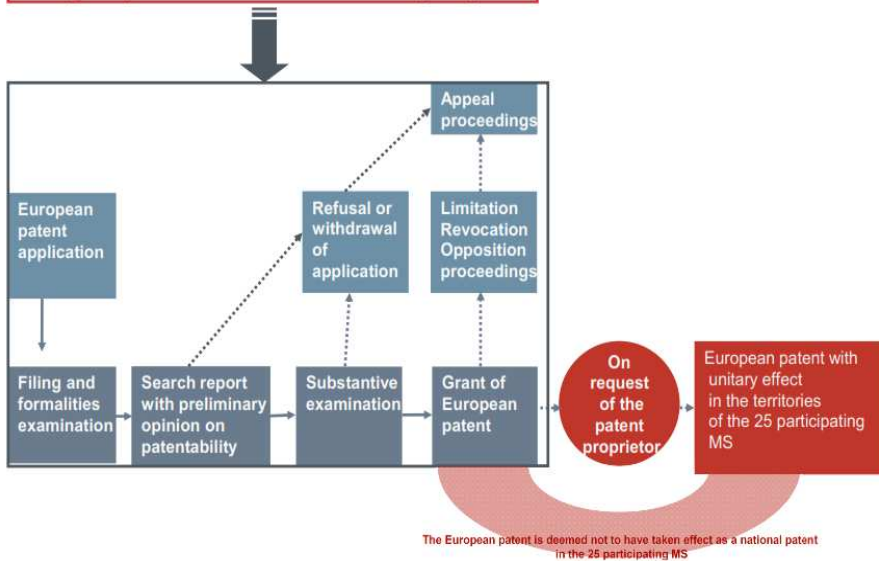 Appeal
proceedings
European
patent
application
Refusal or
withdrawal
of
application
Limitation
Revocation
Opposition
proceedings
Filing and
formalities
examination
Search report
with preliminary
opinion on
patentability
Substantive
examination
Grant of
European
patent
On
request
of the
patent
proprietor
European patent with
unitary effect
in the territories
of the 25 participating
MS
The European patent is deemed not to have taken effect as a national patent
in the 25 participating MS